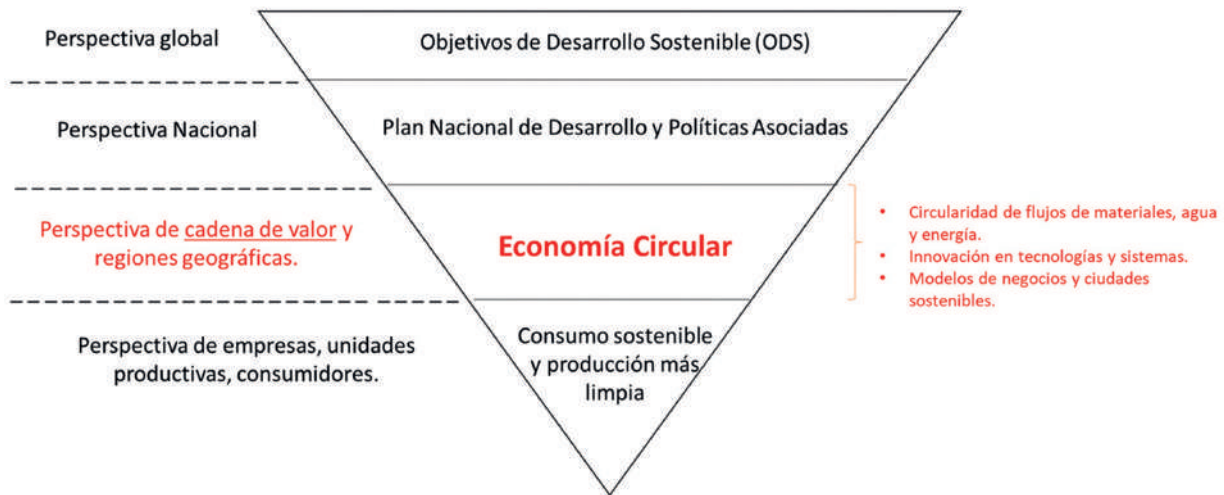 Perspectiva global
Objetivos de Desarrollo Sostenible (ODS)
Perspectiva Nacional
Plan Nacional de Desarrollo y Políticas Asociadas
Perspectiva de cadena de valor y
regiones geográficas.
Economía Circular
• Circularidad de flujos de materiales, agua
y energía.
• Innovación en tecnologías y sistemas.
• Modelos de negocios y ciudades
sostenibles.
Perspectiva de empresas, unidades
productivas, consumidores.
Consumo sostenible
y producción más
limpia